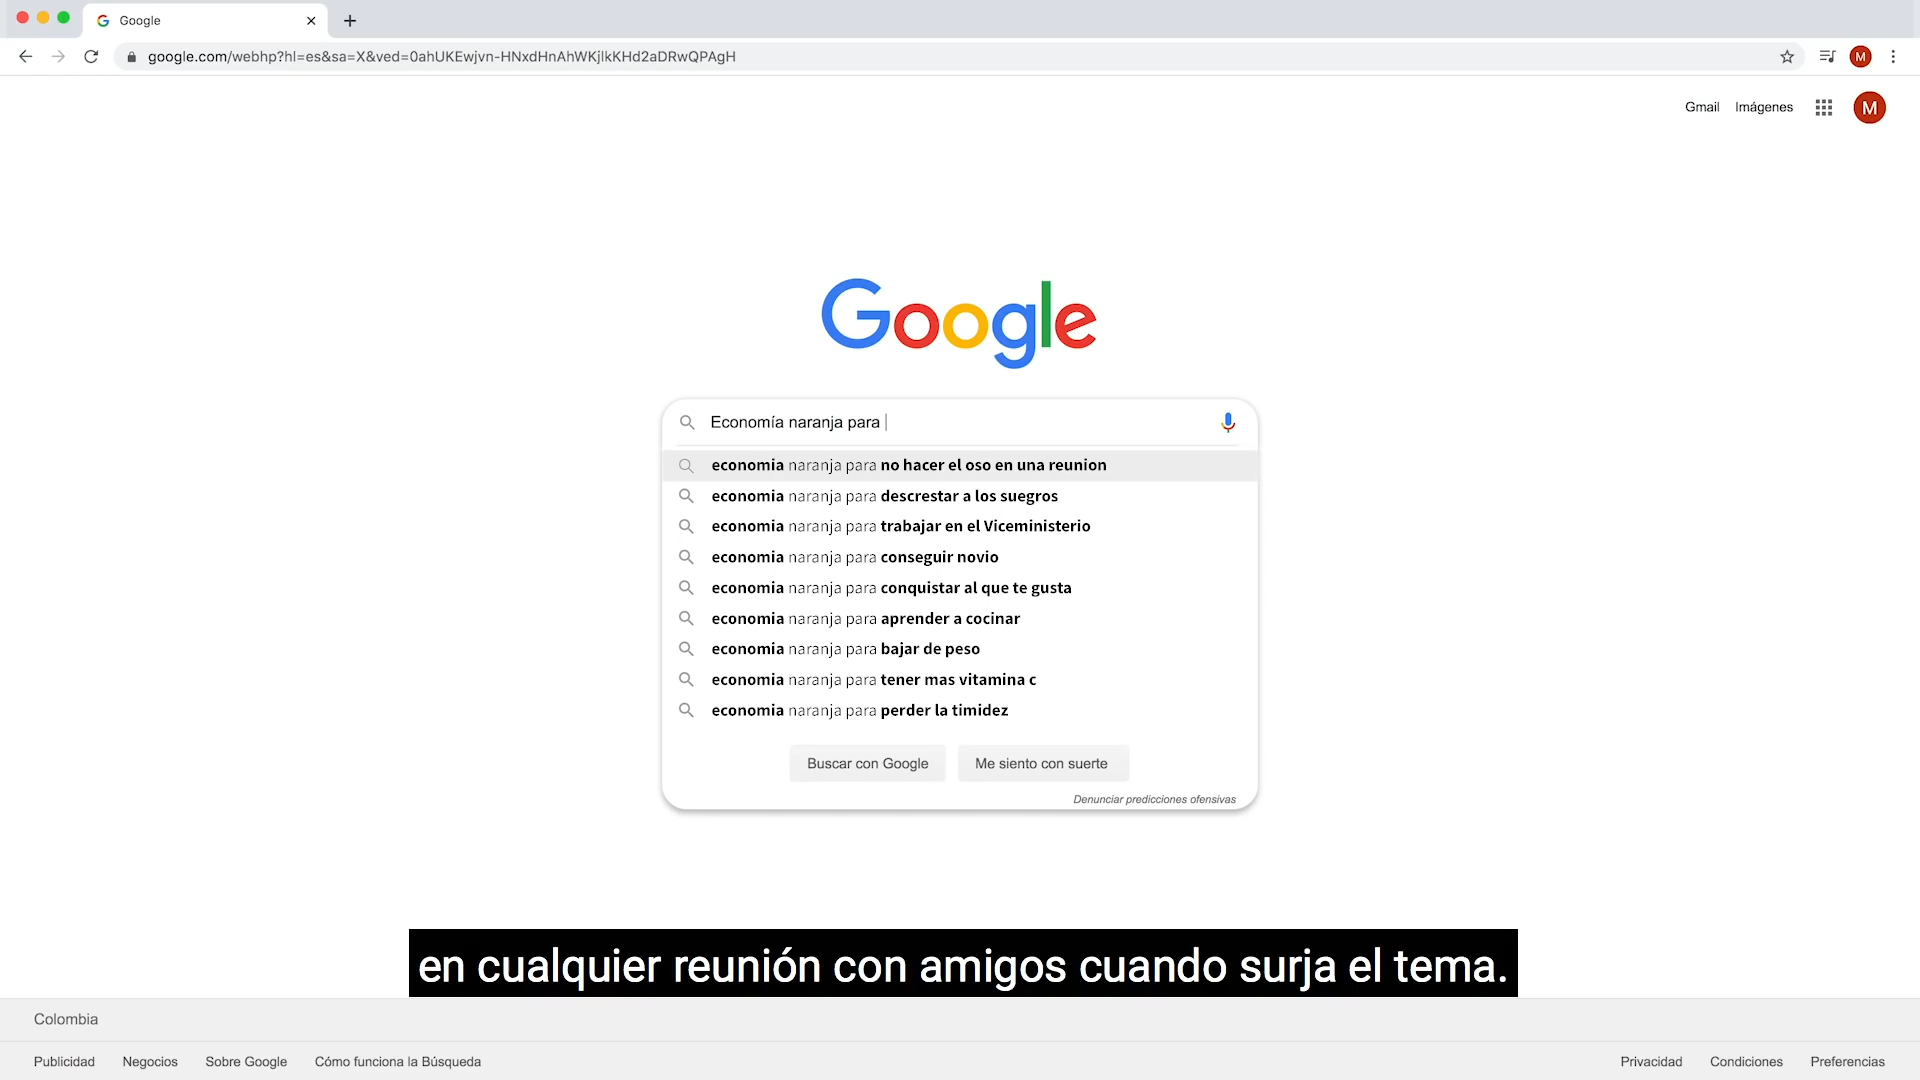 Google
google.com/webhp?hl=es&sa=X&ved=0ahUKEwjvn-HNxdHnAhWKjlkKHd2aDRwQPAgH
M
Gmail Imágenes M
Google
Economía naranja para
economia naranja para no hacer el oso en una reunion
economia naranja para descrestar a los suegros
economia naranja para trabajar en el Viceministerio
economia naranja para conseguir novio
economia naranja para conquistar al que te gusta
economia naranja para aprender a cocinar
economia naranja para bajar de peso
economia naranja para tener mas vitamina c
economia naranja para perder la timidez
Buscar con Google Me siento con suerte
Denunciar predicciones ofensivas
en cualquier reunión con amigos cuando surja el tema.
Colombia
Publicidad Negocios Sobre Google Cómo funciona la Búsqueda Privacidad Condiciones Preferencias